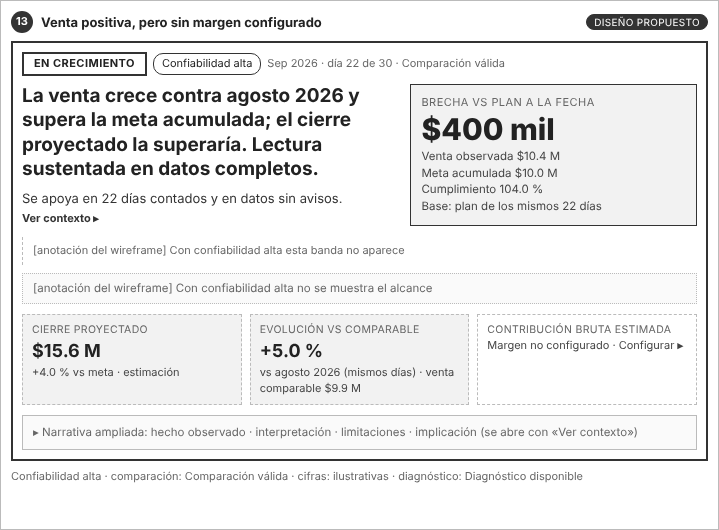 13 Venta positiva, pero sin margen configurado
DISEÑO PROPUESTO
EN CRECIMIENTO
Confiabilidad alta
Sep 2026 · día 22 de 30 · Comparación válida
La venta crece contra agosto 2026 y
supera la meta acumulada; el cierre
proyectado la superaría. Lectura
sustentada en datos completos.
Se apoya en 22 días contados y en datos sin avisos.
Ver contexto ▸
BRECHA VS PLAN A LA FECHA
$400 mil
Venta observada $10.4 M
Meta acumulada $10.0 M
Cumplimiento 104.0 %
Base: plan de los mismos 22 días
[anotación del wireframe] Con confiabilidad alta esta banda no aparece
[anotación del wireframe] Con confiabilidad alta no se muestra el alcance
CIERRE PROYECTADO
$15.6 M
+4.0 % vs meta · estimación
EVOLUCIÓN VS COMPARABLE
+5.0 %
vs agosto 2026 (mismos días) · venta
comparable $9.9 M
CONTRIBUCIÓN BRUTA ESTIMADA
Margen no configurado · Configurar ▸
▸ Narrativa ampliada: hecho observado · interpretación · limitaciones · implicación (se abre con «Ver contexto»)
Confiabilidad alta · comparación: Comparación válida · cifras: ilustrativas · diagnóstico: Diagnóstico disponible